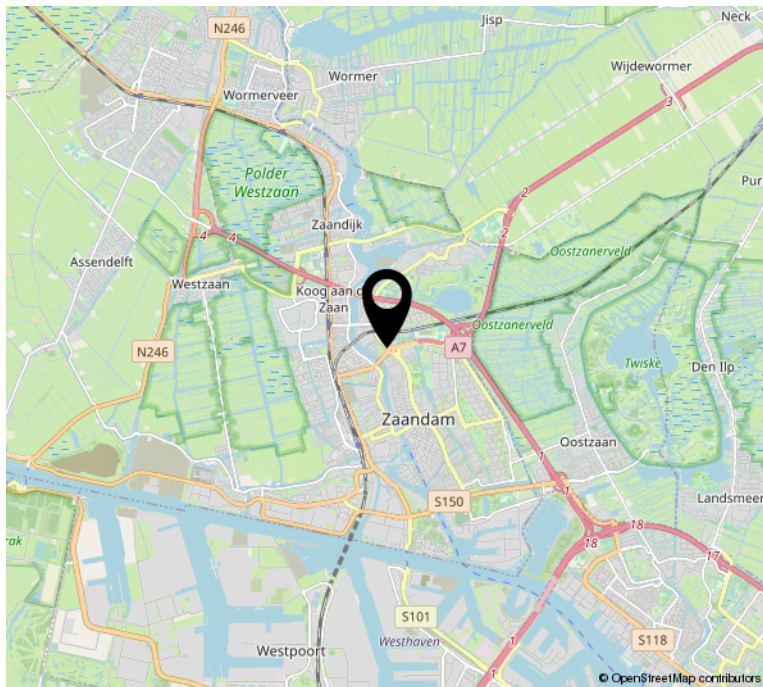 Jisp
Neck
N246
Wormer
Wijdewormer
Wormerveer
3
Polder
Westzaan
2
Zaandijk
2
4
4
Oostzanerveld
Assendelft
Westzaan
Koog aan d
Zaan
Oostzanerveld
N246
A7
Twiske
Den Ilp
Zaandam
Oostzaan
1
1
S150
Landsmeer
18
18
17
rak
S101
Westhaven
1
S118
Westpoort
© OpenStreetMap contributors